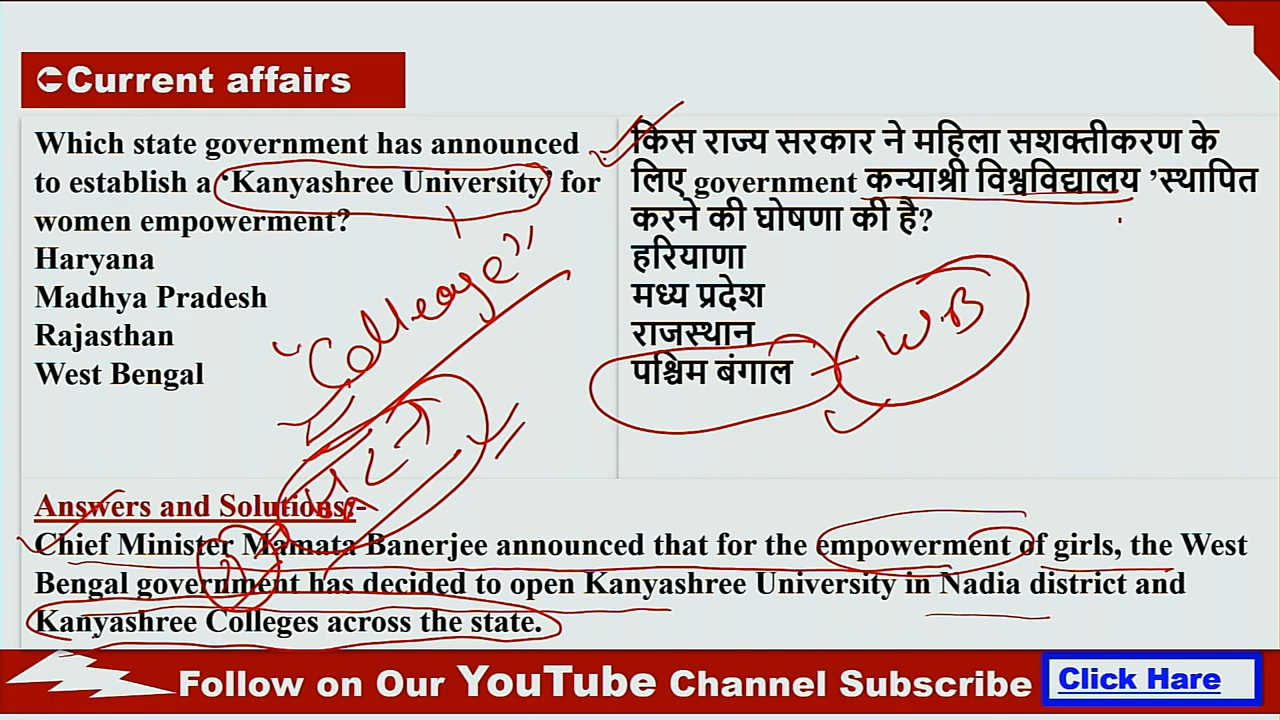 Current affairs
Which state government has announced
to establish a ‘Kanyashree University’ for
women empowerment?
Haryana
Madhya Pradesh
Rajasthan
West Bengal
किस राज्य सरकार ने महिला सशक्तीकरण के
लिए government कन्याश्री विश्वविद्यालय ’स्थापित
करने की घोषणा की है?
हरियाणा
मध्य प्रदेश
राजस्थान
पश्चिम बंगाल
WB
"College"
Answers and Solutions:-
Chief Minister Mamata Banerjee announced that for the empowerment of girls, the West
Bengal government has decided to open Kanyashree University in Nadia district and
Kanyashree Colleges across the state.
Follow on Our YouTube Channel Subscribe
Click Hare